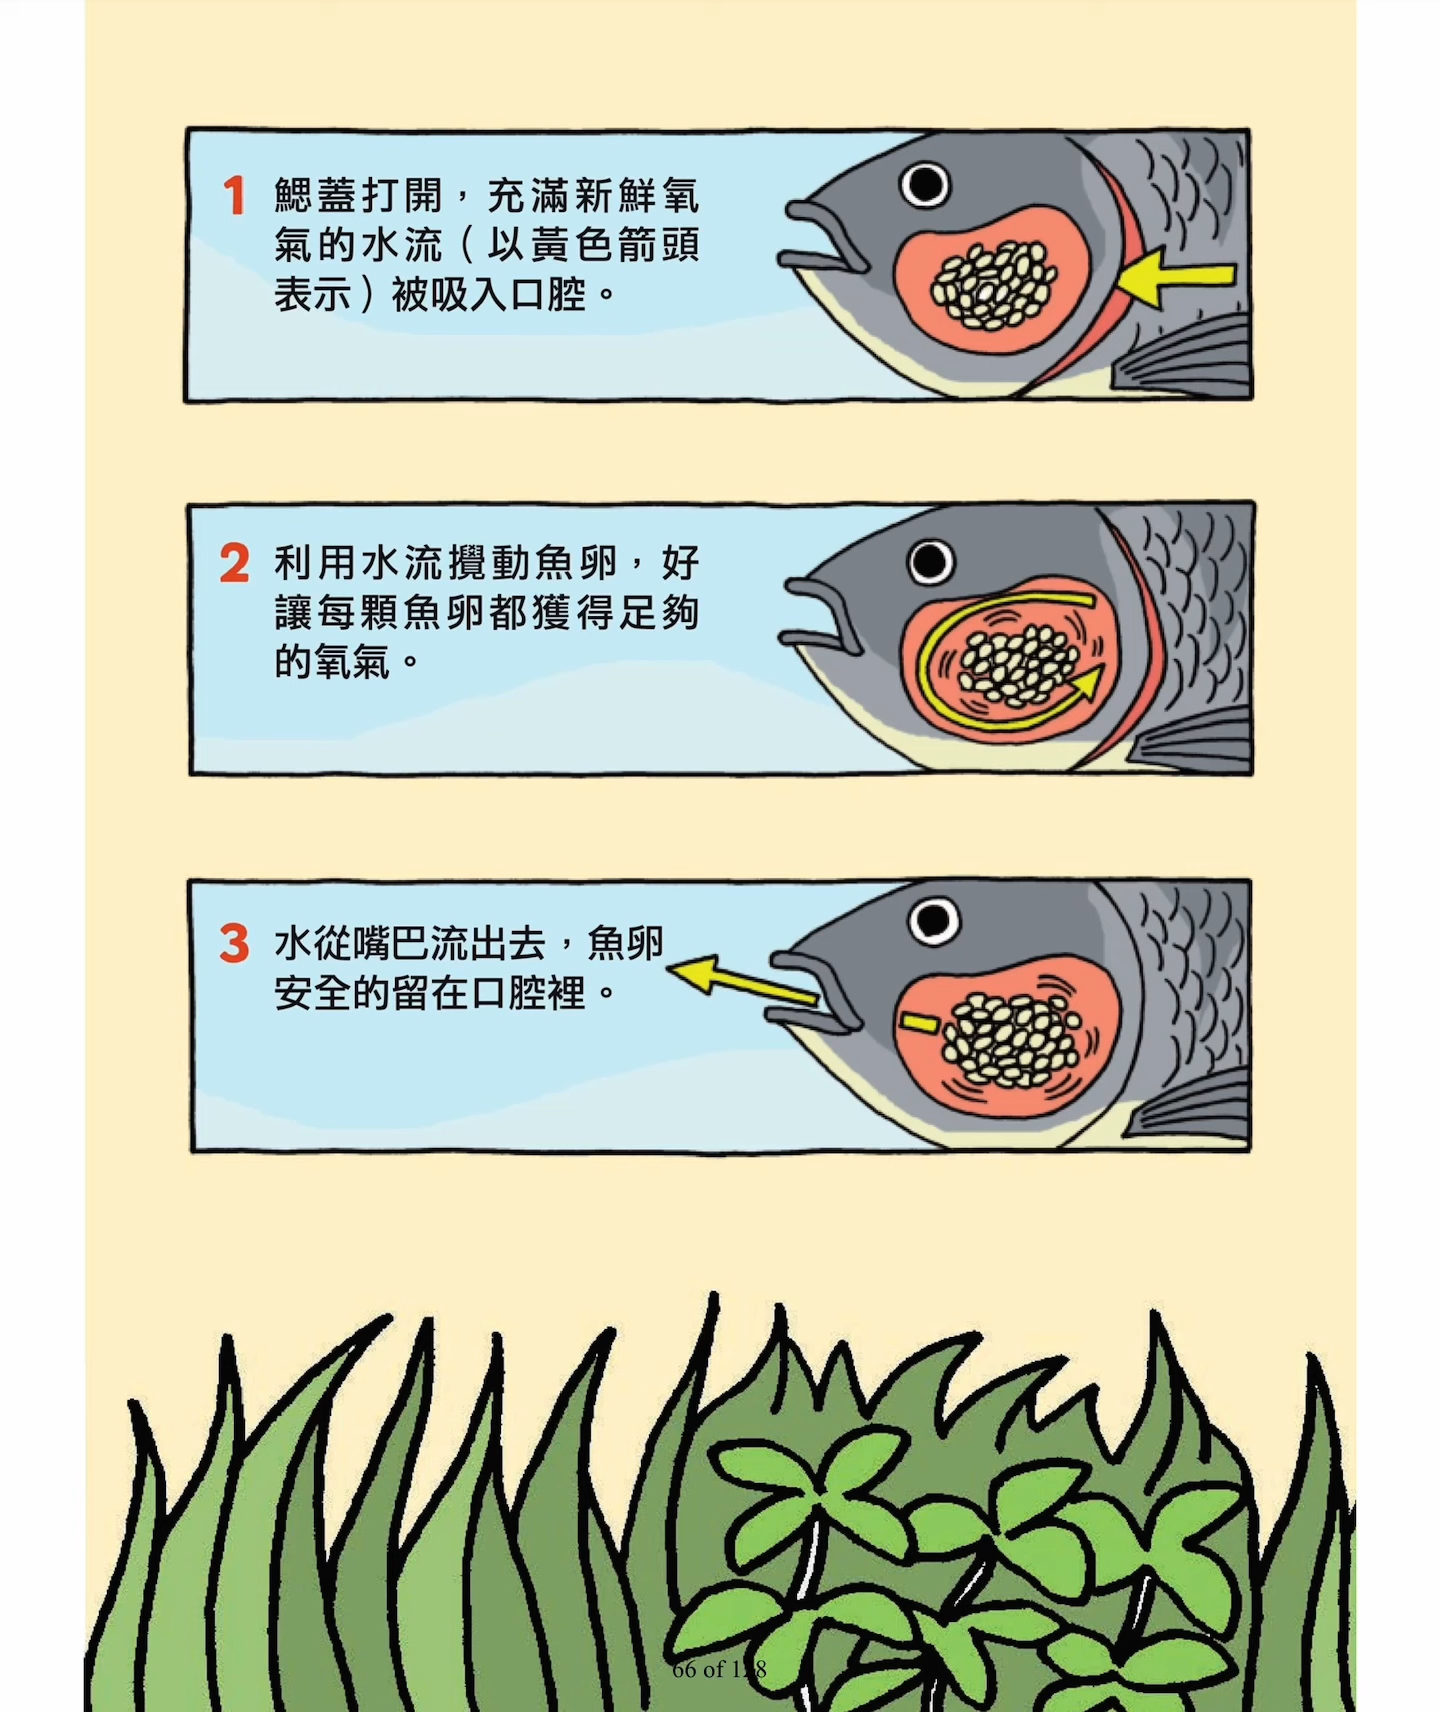 1 鰓蓋打開，充滿新鮮氧
氣的水流（以黃色箭頭
表示）被吸入口腔。
2 利用水流攪動魚卵，好
讓每顆魚卵都獲得足夠
的氧氣。
3 水從嘴巴流出去，魚卵
安全的留在口腔裡。
66 of 128